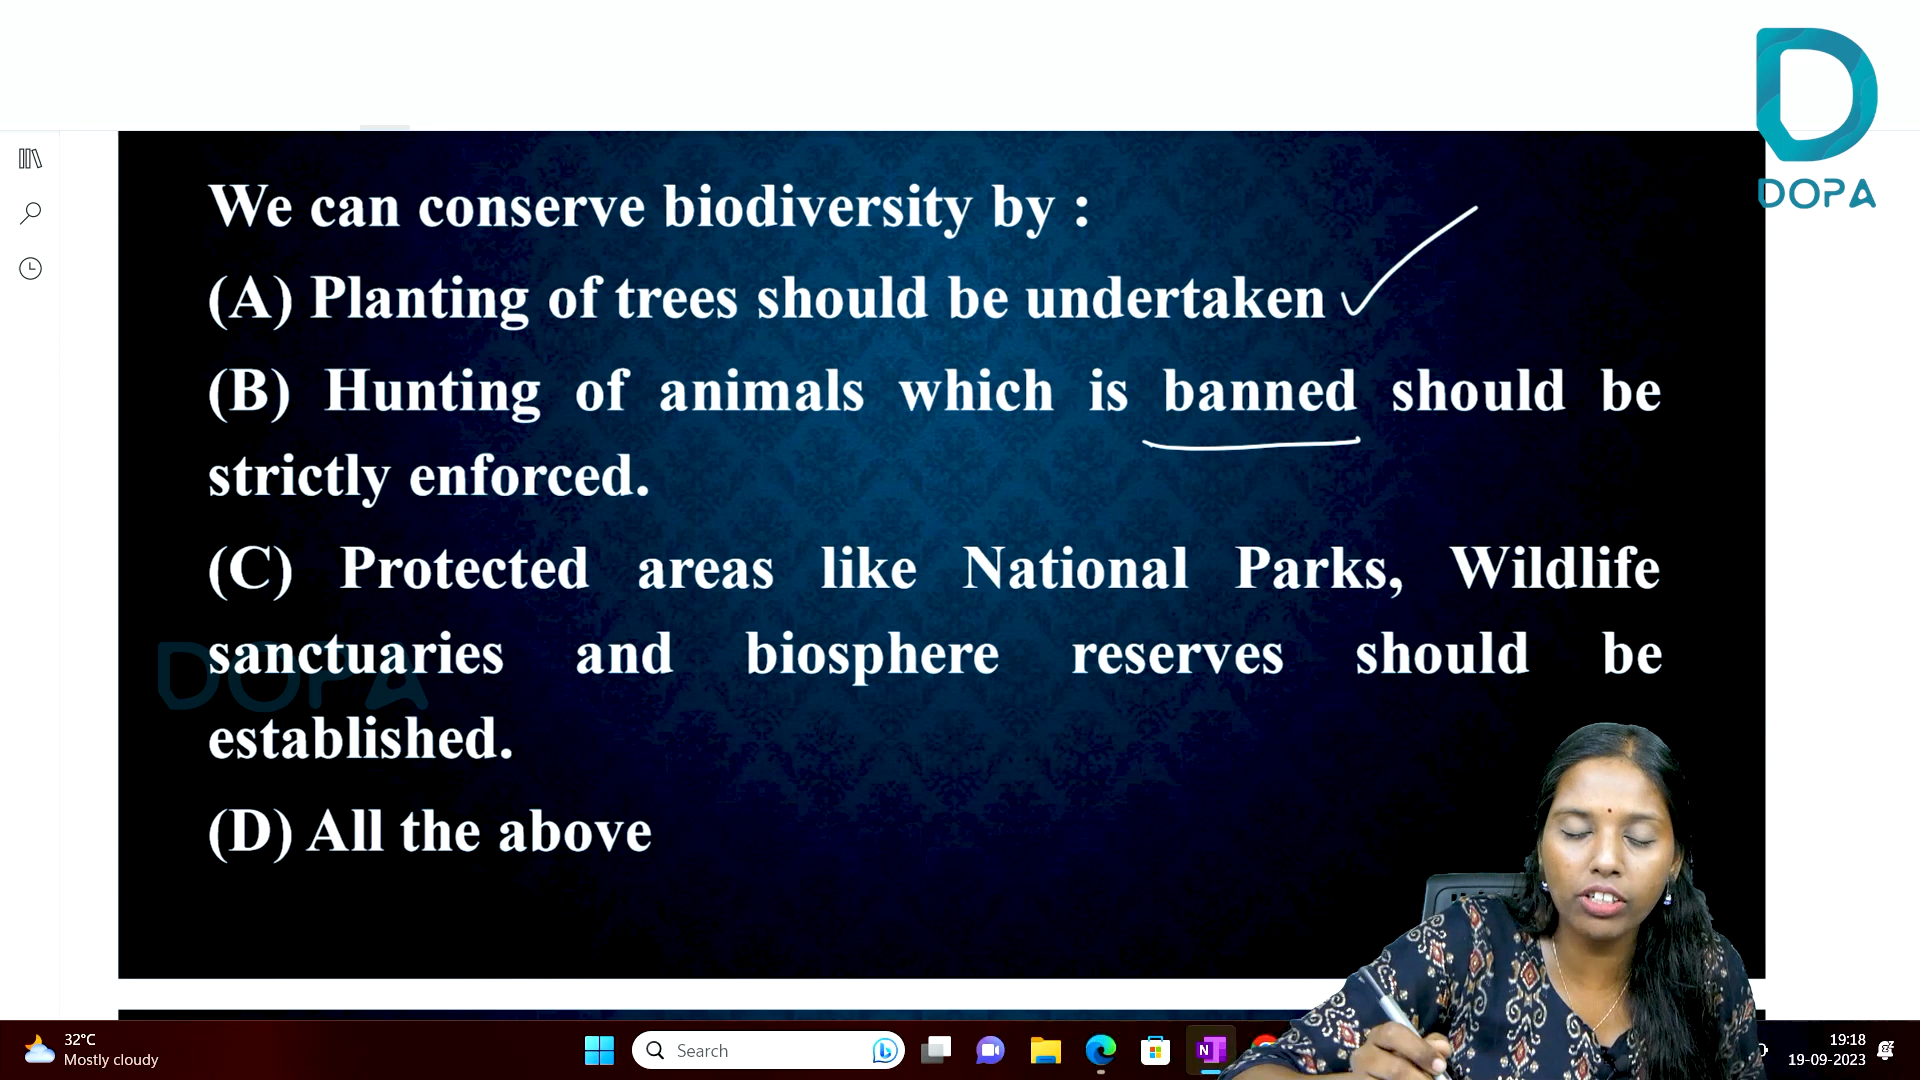 DOPA
We can conserve biodiversity by :
(A) Planting of trees should be undertaken
(B) Hunting of animals which is banned should be
strictly enforced.
(C) Protected areas like National Parks, Wildlife
sanctuaries and biosphere reserves should be
established.
DOPA
(D) All the above
32°C
Mostly cloudy
Search
19:18
19-09-2023